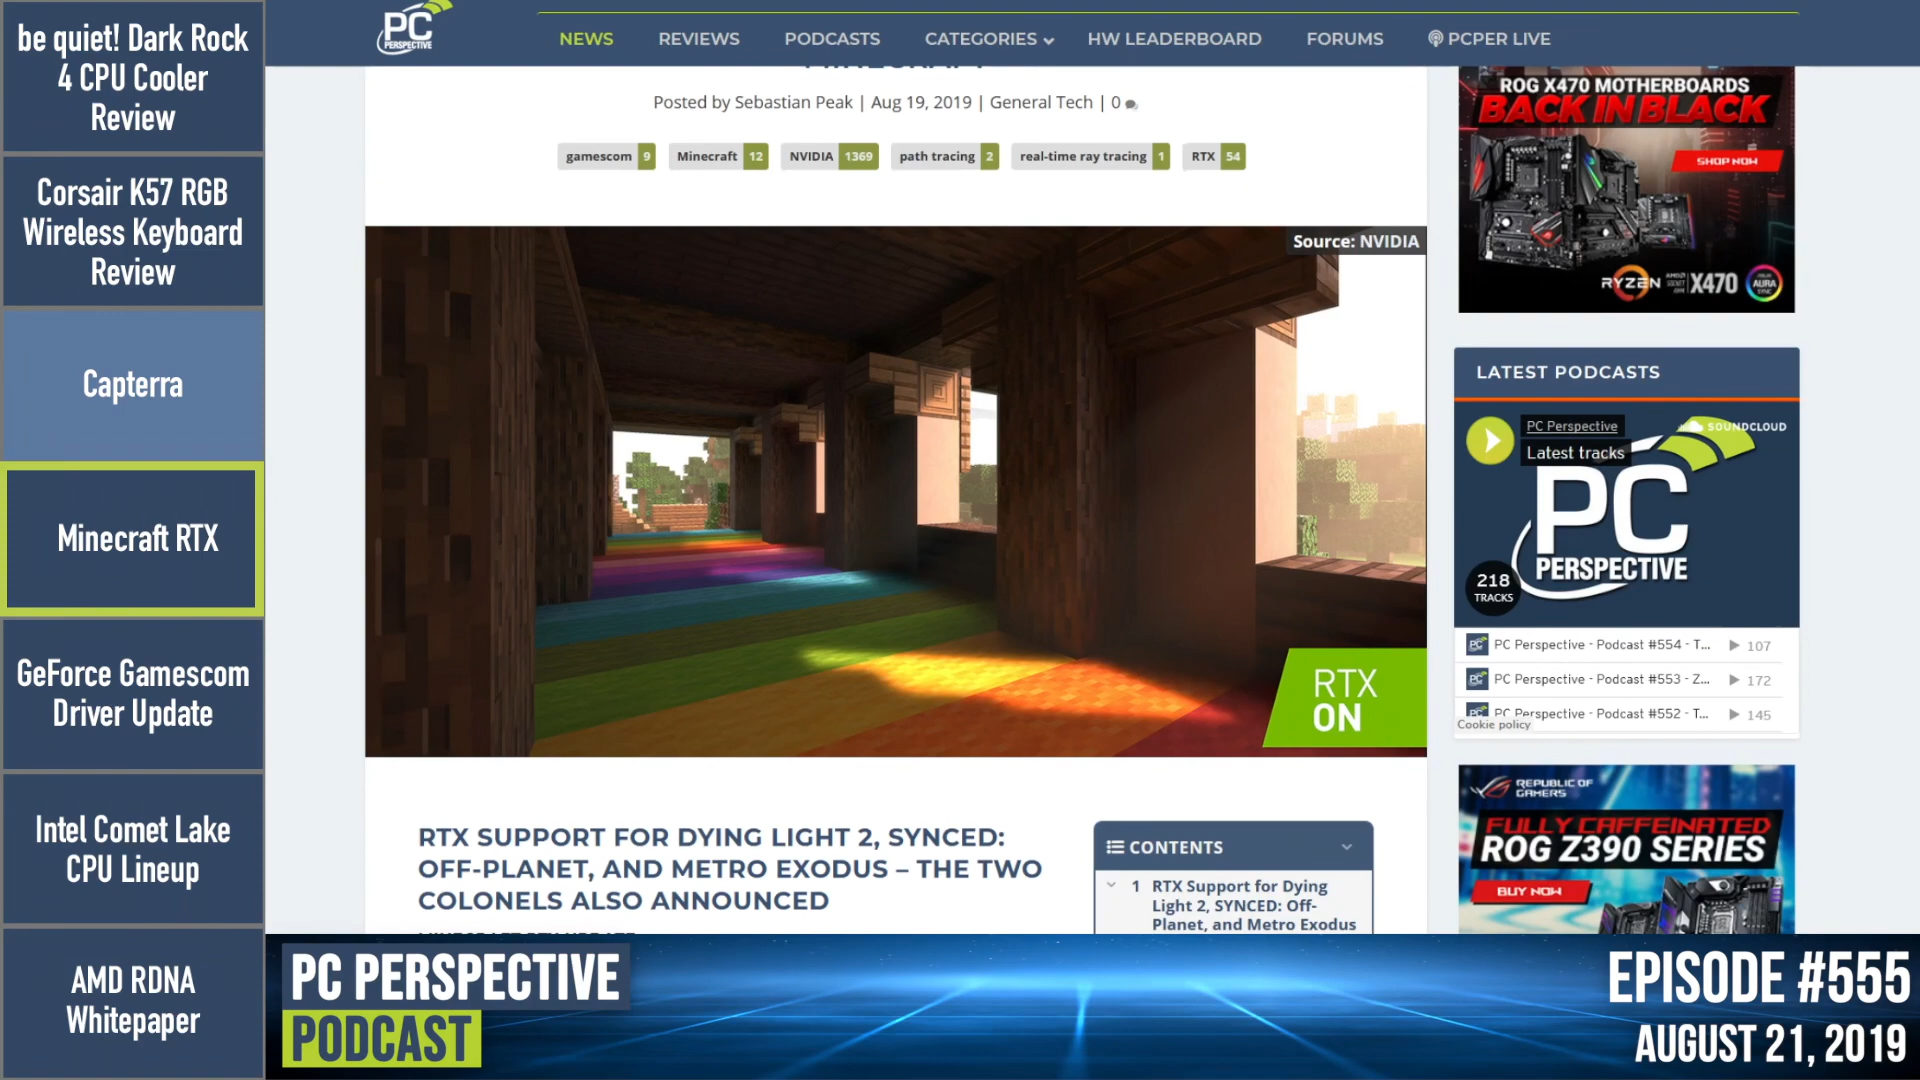 be quiet! Dark Rock
4 CPU Cooler
Review
Corsair K57 RGB
Wireless Keyboard
Review
Capterra
Minecraft RTX
GeForce Gamescom
Driver Update
Intel Comet Lake
CPU Lineup
AMD RDNA
Whitepaper
PC
PERSPECTIVE
NEWS
REVIEWS
PODCASTS
CATEGORIES
HW LEADERBOARD
FORUMS
PCPER LIVE
MINECRAFT
Posted by Sebastian Peak | Aug 19, 2019 | General Tech | 0
gamescom 9
Minecraft 12
NVIDIA 1369
path tracing 2
real-time ray tracing 1
RTX 54
Source: NVIDIA
RTX
ON
RTX SUPPORT FOR DYING LIGHT 2, SYNCED:
OFF-PLANET, AND METRO EXODUS – THE TWO
COLONELS ALSO ANNOUNCED
CONTENTS
1 RTX Support for Dying
Light 2, SYNCED: Off-
Planet, and Metro Exodus
ROG X470 MOTHERBOARDS
BACK IN BLACK
SHOP NOW
RYZEN
X470
AURA
LATEST PODCASTS
PC Perspective
Latest tracks
SOUNDCLOUD
PC
PERSPECTIVE
218
TRACKS
PC Perspective - Podcast #554 - T... 107
PC Perspective - Podcast #553 - Z... 172
PC Perspective - Podcast #552 - T... 145
Cookie policy
REPUBLIC OF
GAMERS
FULLY CAFFEINATED
ROG Z390 SERIES
BUY NOW
PC PERSPECTIVE
PODCAST
EPISODE #555
AUGUST 21, 2019